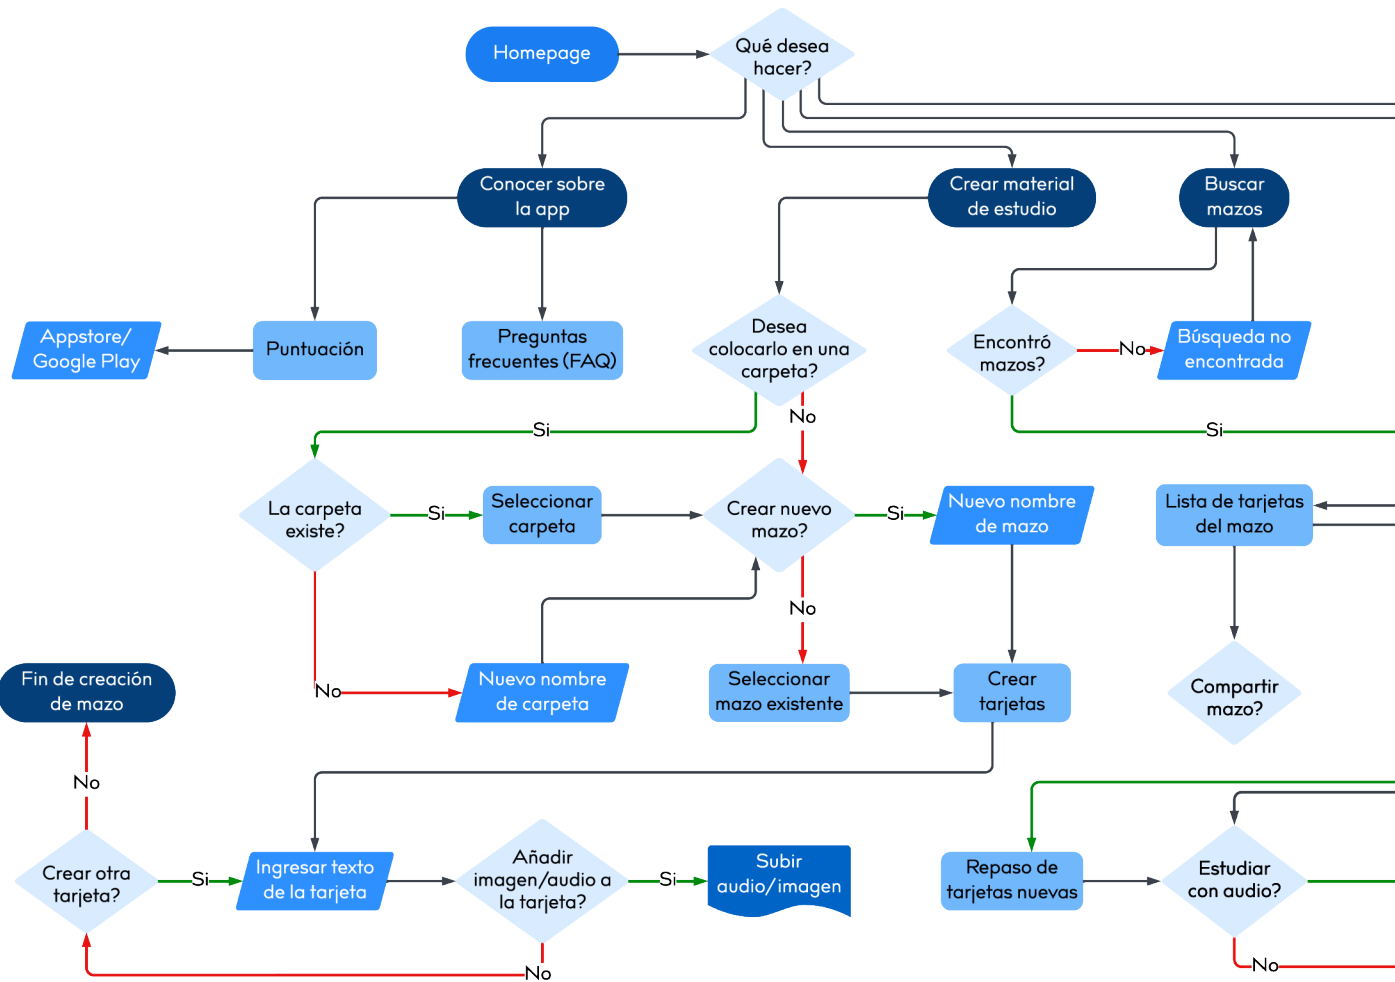 Homepage
Qué desea
hacer?
Conocer sobre
la app
Crear material
de estudio
Buscar
mazos
Appstore/
Google Play
Puntuación
Preguntas
frecuentes (FAQ)
Desea
colocarlo en una
carpeta?
Encontró
mazos?
No
Búsqueda no
encontrada
Si
No
Si
La carpeta
existe?
Si
Seleccionar
carpeta
Crear nuevo
mazo?
Si
Nuevo nombre
de mazo
Lista de tarjetas
del mazo
No
No
Nuevo nombre
de carpeta
Seleccionar
mazo existente
Crear
tarjetas
Compartir
mazo?
Fin de creación
de mazo
No
Crear otra
tarjeta?
Si
Ingresar texto
de la tarjeta
Añadir
imagen/audio a
la tarjeta?
Si
Subir
audio/imagen
Repaso de
tarjetas nuevas
Estudiar
con audio?
No
No